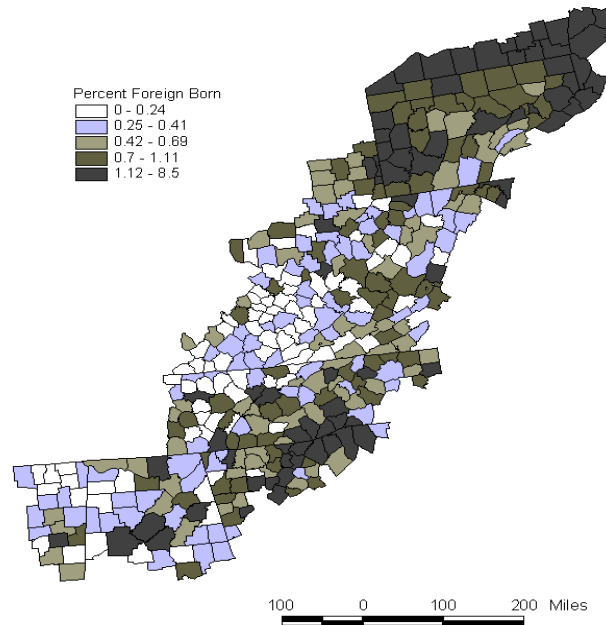 Percent Foreign Born
0 - 0.24
0.25 - 0.41
0.42 - 0.69
0.7 - 1.11
1.12 - 8.5
100 0 100 200 Miles